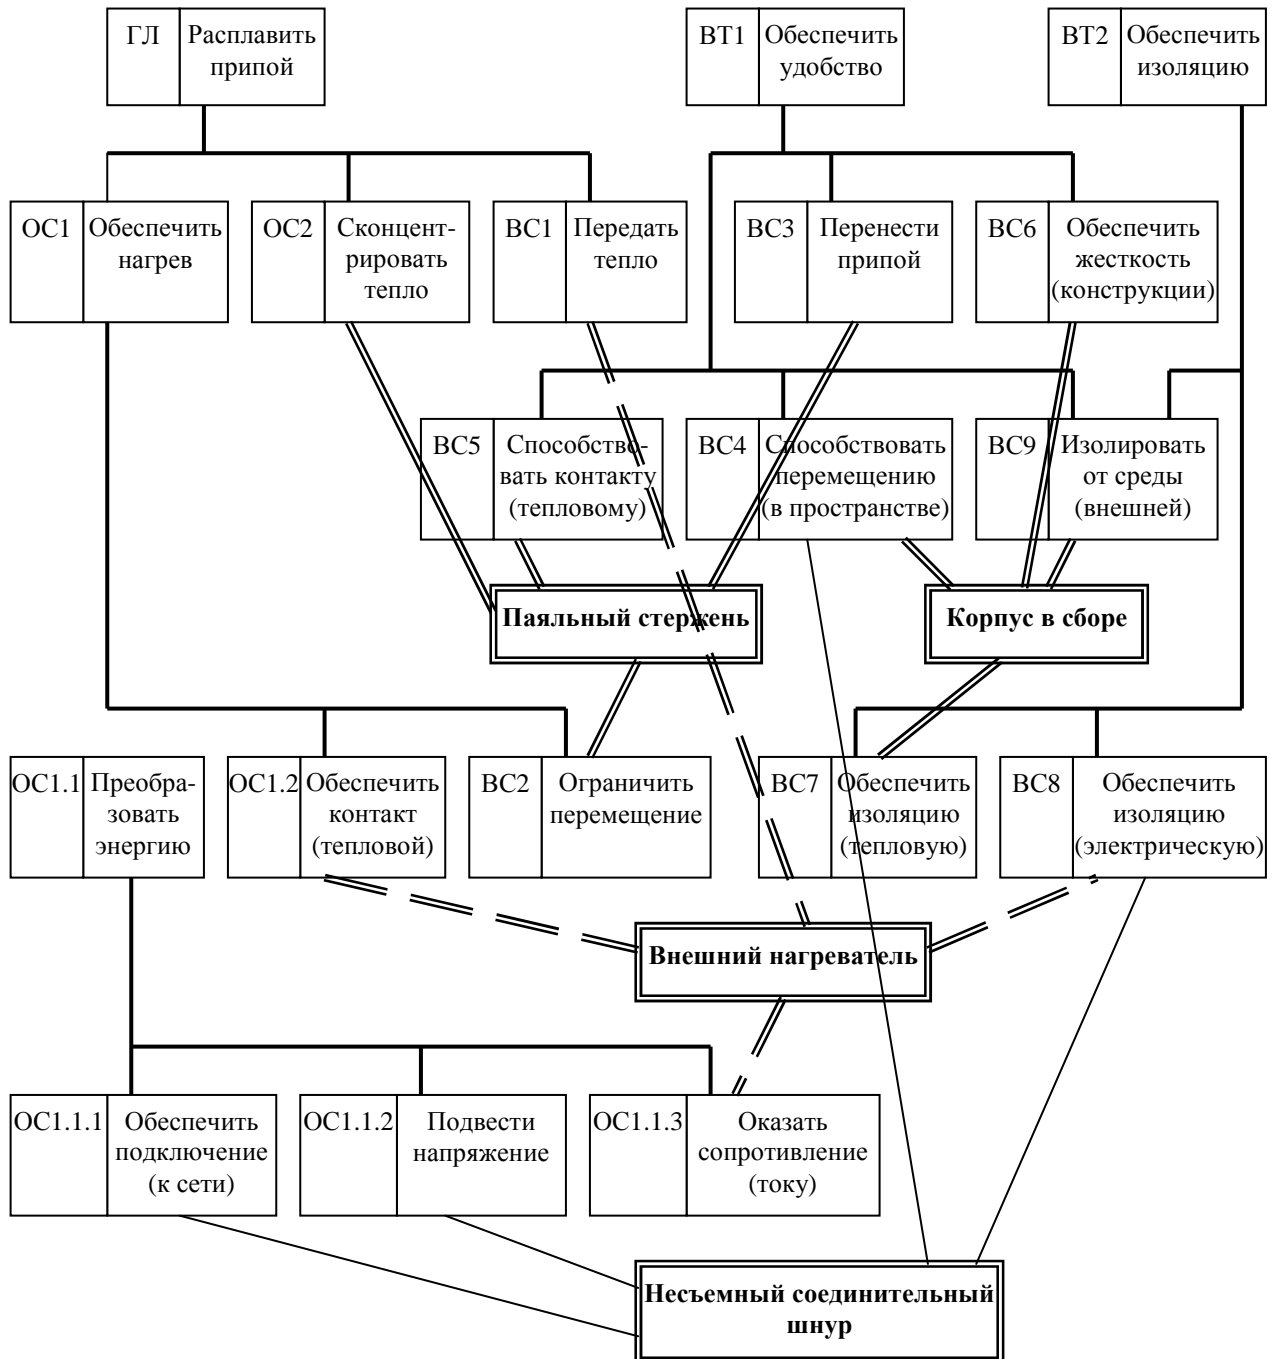 ГЛ
Расплавить
припой
ВТ1
Обеспечить
удобство
ВТ2
Обеспечить
изоляцию
ОС1
Обеспечить
нагрев
ОС2
Сконцент-
рировать
тепло
ВС1
Передать
тепло
ВС3
Перенести
припой
ВС6
Обеспечить
жесткость
(конструкции)
ВС5
Способство-
вать контакту
(тепловому)
ВС4
Способствовать
перемещению
(в пространстве)
ВС9
Изолировать
от среды
(внешней)
Паяльный стержень
Корпус в сборе
ОС1.1
Преобра-
зовать
энергию
ОС1.2
Обеспечить
контакт
(тепловой)
ВС2
Ограничить
перемещение
ВС7
Обеспечить
изоляцию
(тепловую)
ВС8
Обеспечить
изоляцию
(электрическую)
Внешний нагреватель
ОС1.1.1
Обеспечить
подключение
(к сети)
ОС1.1.2
Подвести
напряжение
ОС1.1.3
Оказать
сопротивление
(току)
Несъемный соединительный
шнур